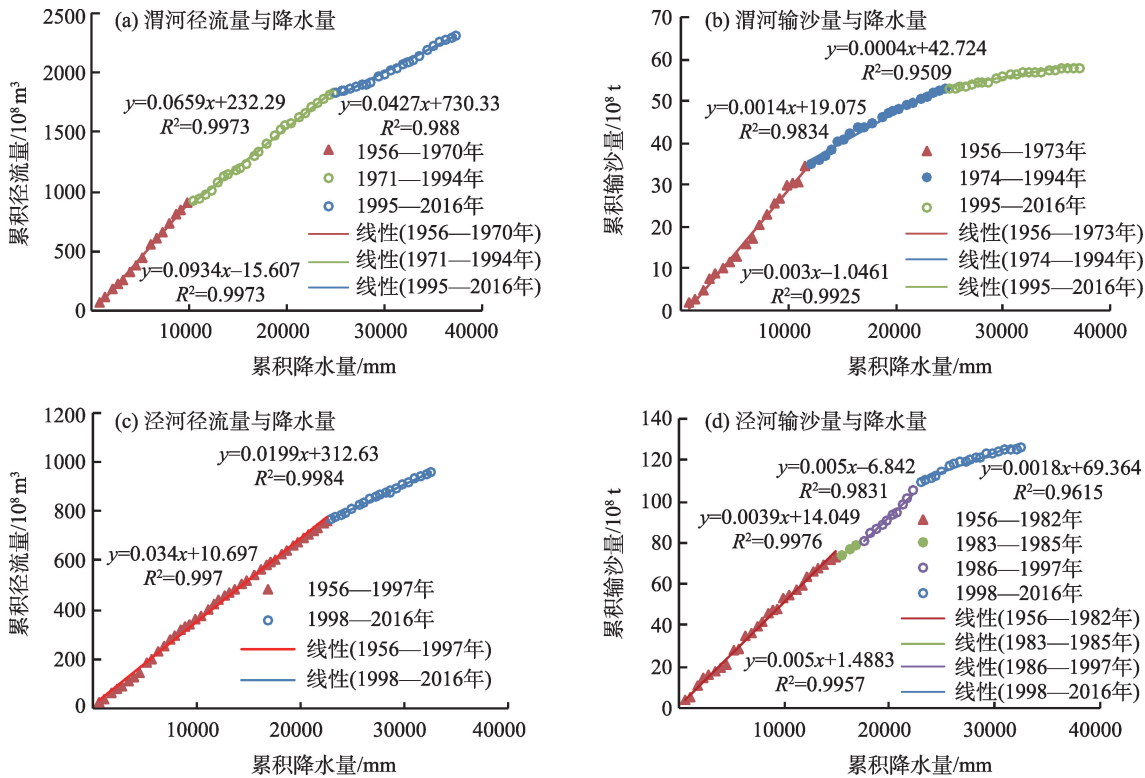 (a) 渭河径流量与降水量
2500
2000
1500
1000
500
0
累积径流量/10⁸ m³
y=0.0659x+232.29
R²=0.9973
y=0.0427x+730.33
R²=0.988
1956—1970年
1971—1994年
1995—2016年
线性(1956—1970年)
线性(1971—1994年)
线性(1995—2016年)
y=0.0934x–15.607
R²=0.9973
10000 20000 30000 40000
累积降水量/mm
(b) 渭河输沙量与降水量
70
60
50
40
30
20
10
0
累积输沙量/10⁸ t
y=0.0004x+42.724
R²=0.9509
y=0.0014x+19.075
R²=0.9834
1956—1973年
1974—1994年
1995—2016年
线性(1956—1973年)
线性(1974—1994年)
线性(1995—2016年)
y=0.003x–1.0461
R²=0.9925
10000 20000 30000 40000
累积降水量/mm
(c) 泾河径流量与降水量
1200
1000
800
600
400
200
0
累积径流量/10⁸ m³
y=0.0199x+312.63
R²=0.9984
y=0.034x+10.697
R²=0.997
1956—1997年
1998—2016年
线性(1956—1997年)
线性(1998—2016年)
10000 20000 30000 40000
累积降水量/mm
(d) 泾河输沙量与降水量
140
120
100
80
60
40
20
0
累积输沙量/10⁸ t
y=0.005x–6.842
R²=0.9831
y=0.0018x+69.364
R²=0.9615
y=0.0039x+14.049
R²=0.9976
1956—1982年
1983—1985年
1986—1997年
1998—2016年
线性(1956—1982年)
线性(1983—1985年)
线性(1986—1997年)
线性(1998—2016年)
y=0.005x+1.4883
R²=0.9957
10000 20000 30000 40000
累积降水量/mm